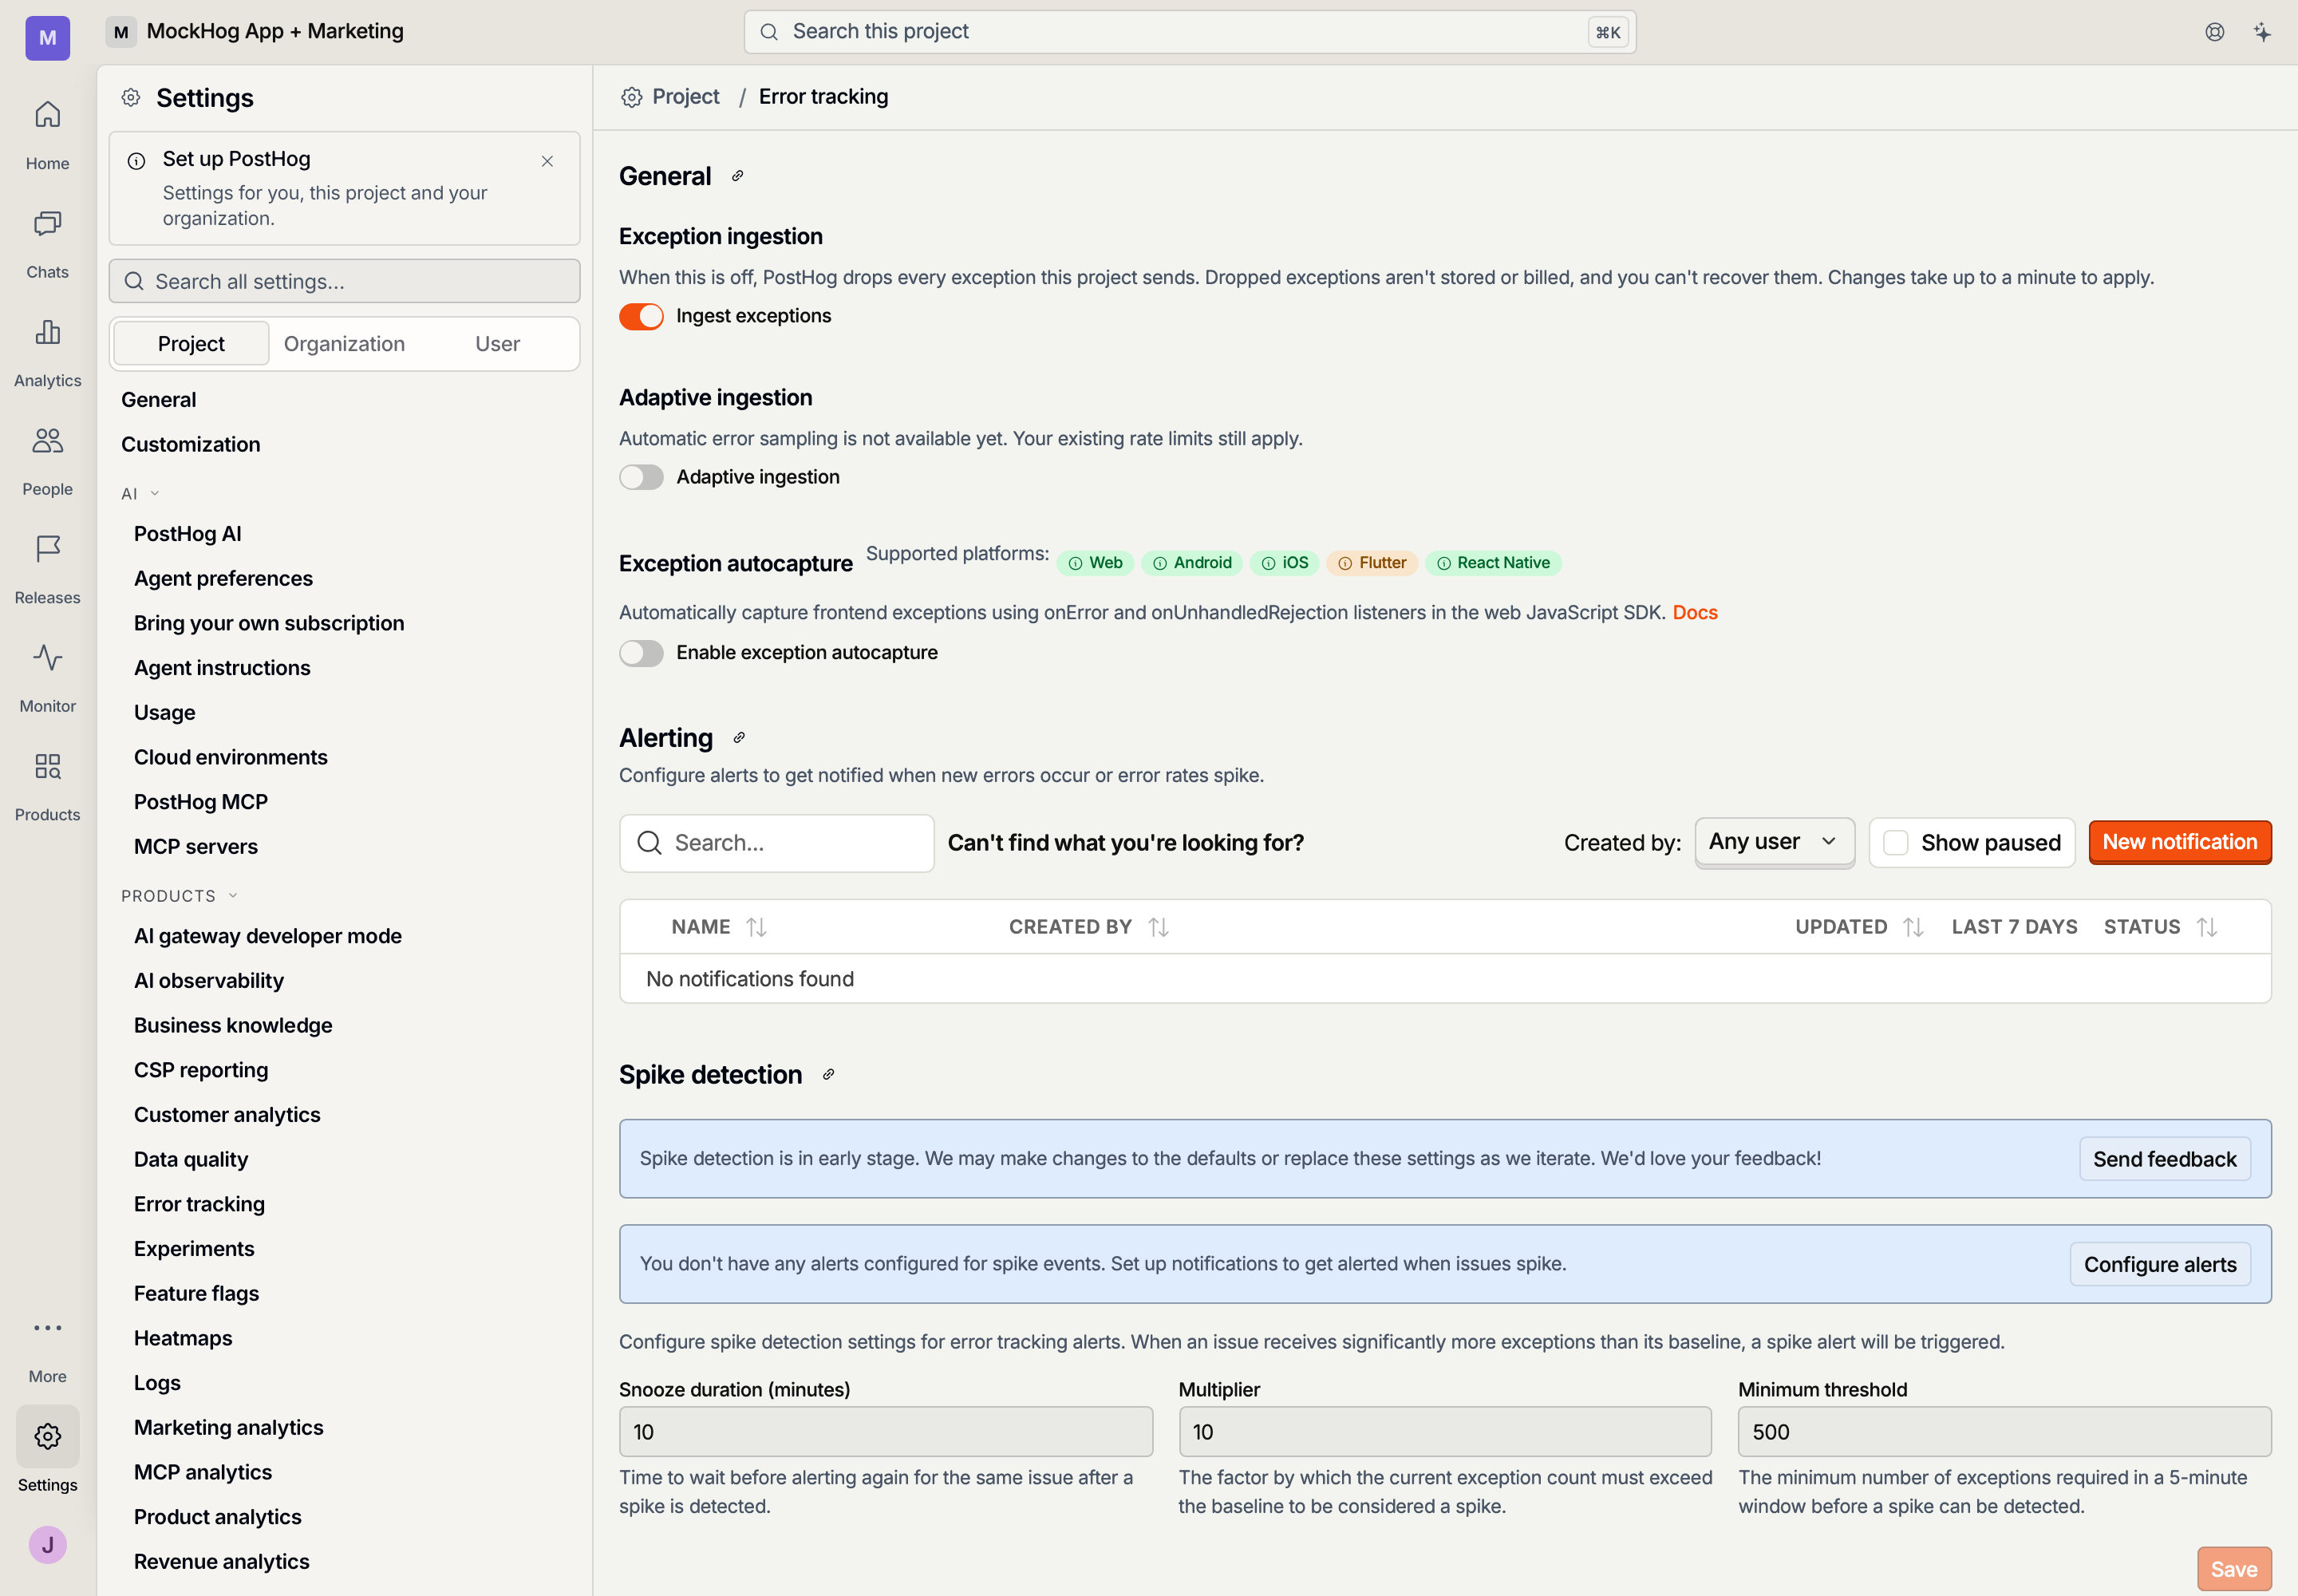 M
M MockHog App + Marketing
Search this project
⌘K
Home
Chats
Analytics
People
Releases
Monitor
Products
More
Settings
J
Settings
Set up PostHog
Settings for you, this project and your
organization.
Search all settings...
Project Organization User
General
Customization
AI
PostHog AI
Agent preferences
Bring your own subscription
Agent instructions
Usage
Cloud environments
PostHog MCP
MCP servers
PRODUCTS
AI gateway developer mode
AI observability
Business knowledge
CSP reporting
Customer analytics
Data quality
Error tracking
Experiments
Feature flags
Heatmaps
Logs
Marketing analytics
MCP analytics
Product analytics
Revenue analytics
Project / Error tracking
General
Exception ingestion
When this is off, PostHog drops every exception this project sends. Dropped exceptions aren't stored or billed, and you can't recover them. Changes take up to a minute to apply.
Ingest exceptions
Adaptive ingestion
Automatic error sampling is not available yet. Your existing rate limits still apply.
Adaptive ingestion
Exception autocapture Supported platforms: Web Android iOS Flutter React Native
Automatically capture frontend exceptions using onError and onUnhandledRejection listeners in the web JavaScript SDK. Docs
Enable exception autocapture
Alerting
Configure alerts to get notified when new errors occur or error rates spike.
Search... Can't find what you're looking for? Created by: Any user Show paused New notification
NAME CREATED BY UPDATED LAST 7 DAYS STATUS
No notifications found
Spike detection
Spike detection is in early stage. We may make changes to the defaults or replace these settings as we iterate. We'd love your feedback! Send feedback
You don't have any alerts configured for spike events. Set up notifications to get alerted when issues spike. Configure alerts
Configure spike detection settings for error tracking alerts. When an issue receives significantly more exceptions than its baseline, a spike alert will be triggered.
Snooze duration (minutes)
10
Time to wait before alerting again for the same issue after a
spike is detected.
Multiplier
10
The factor by which the current exception count must exceed
the baseline to be considered a spike.
Minimum threshold
500
The minimum number of exceptions required in a 5-minute
window before a spike can be detected.
Save